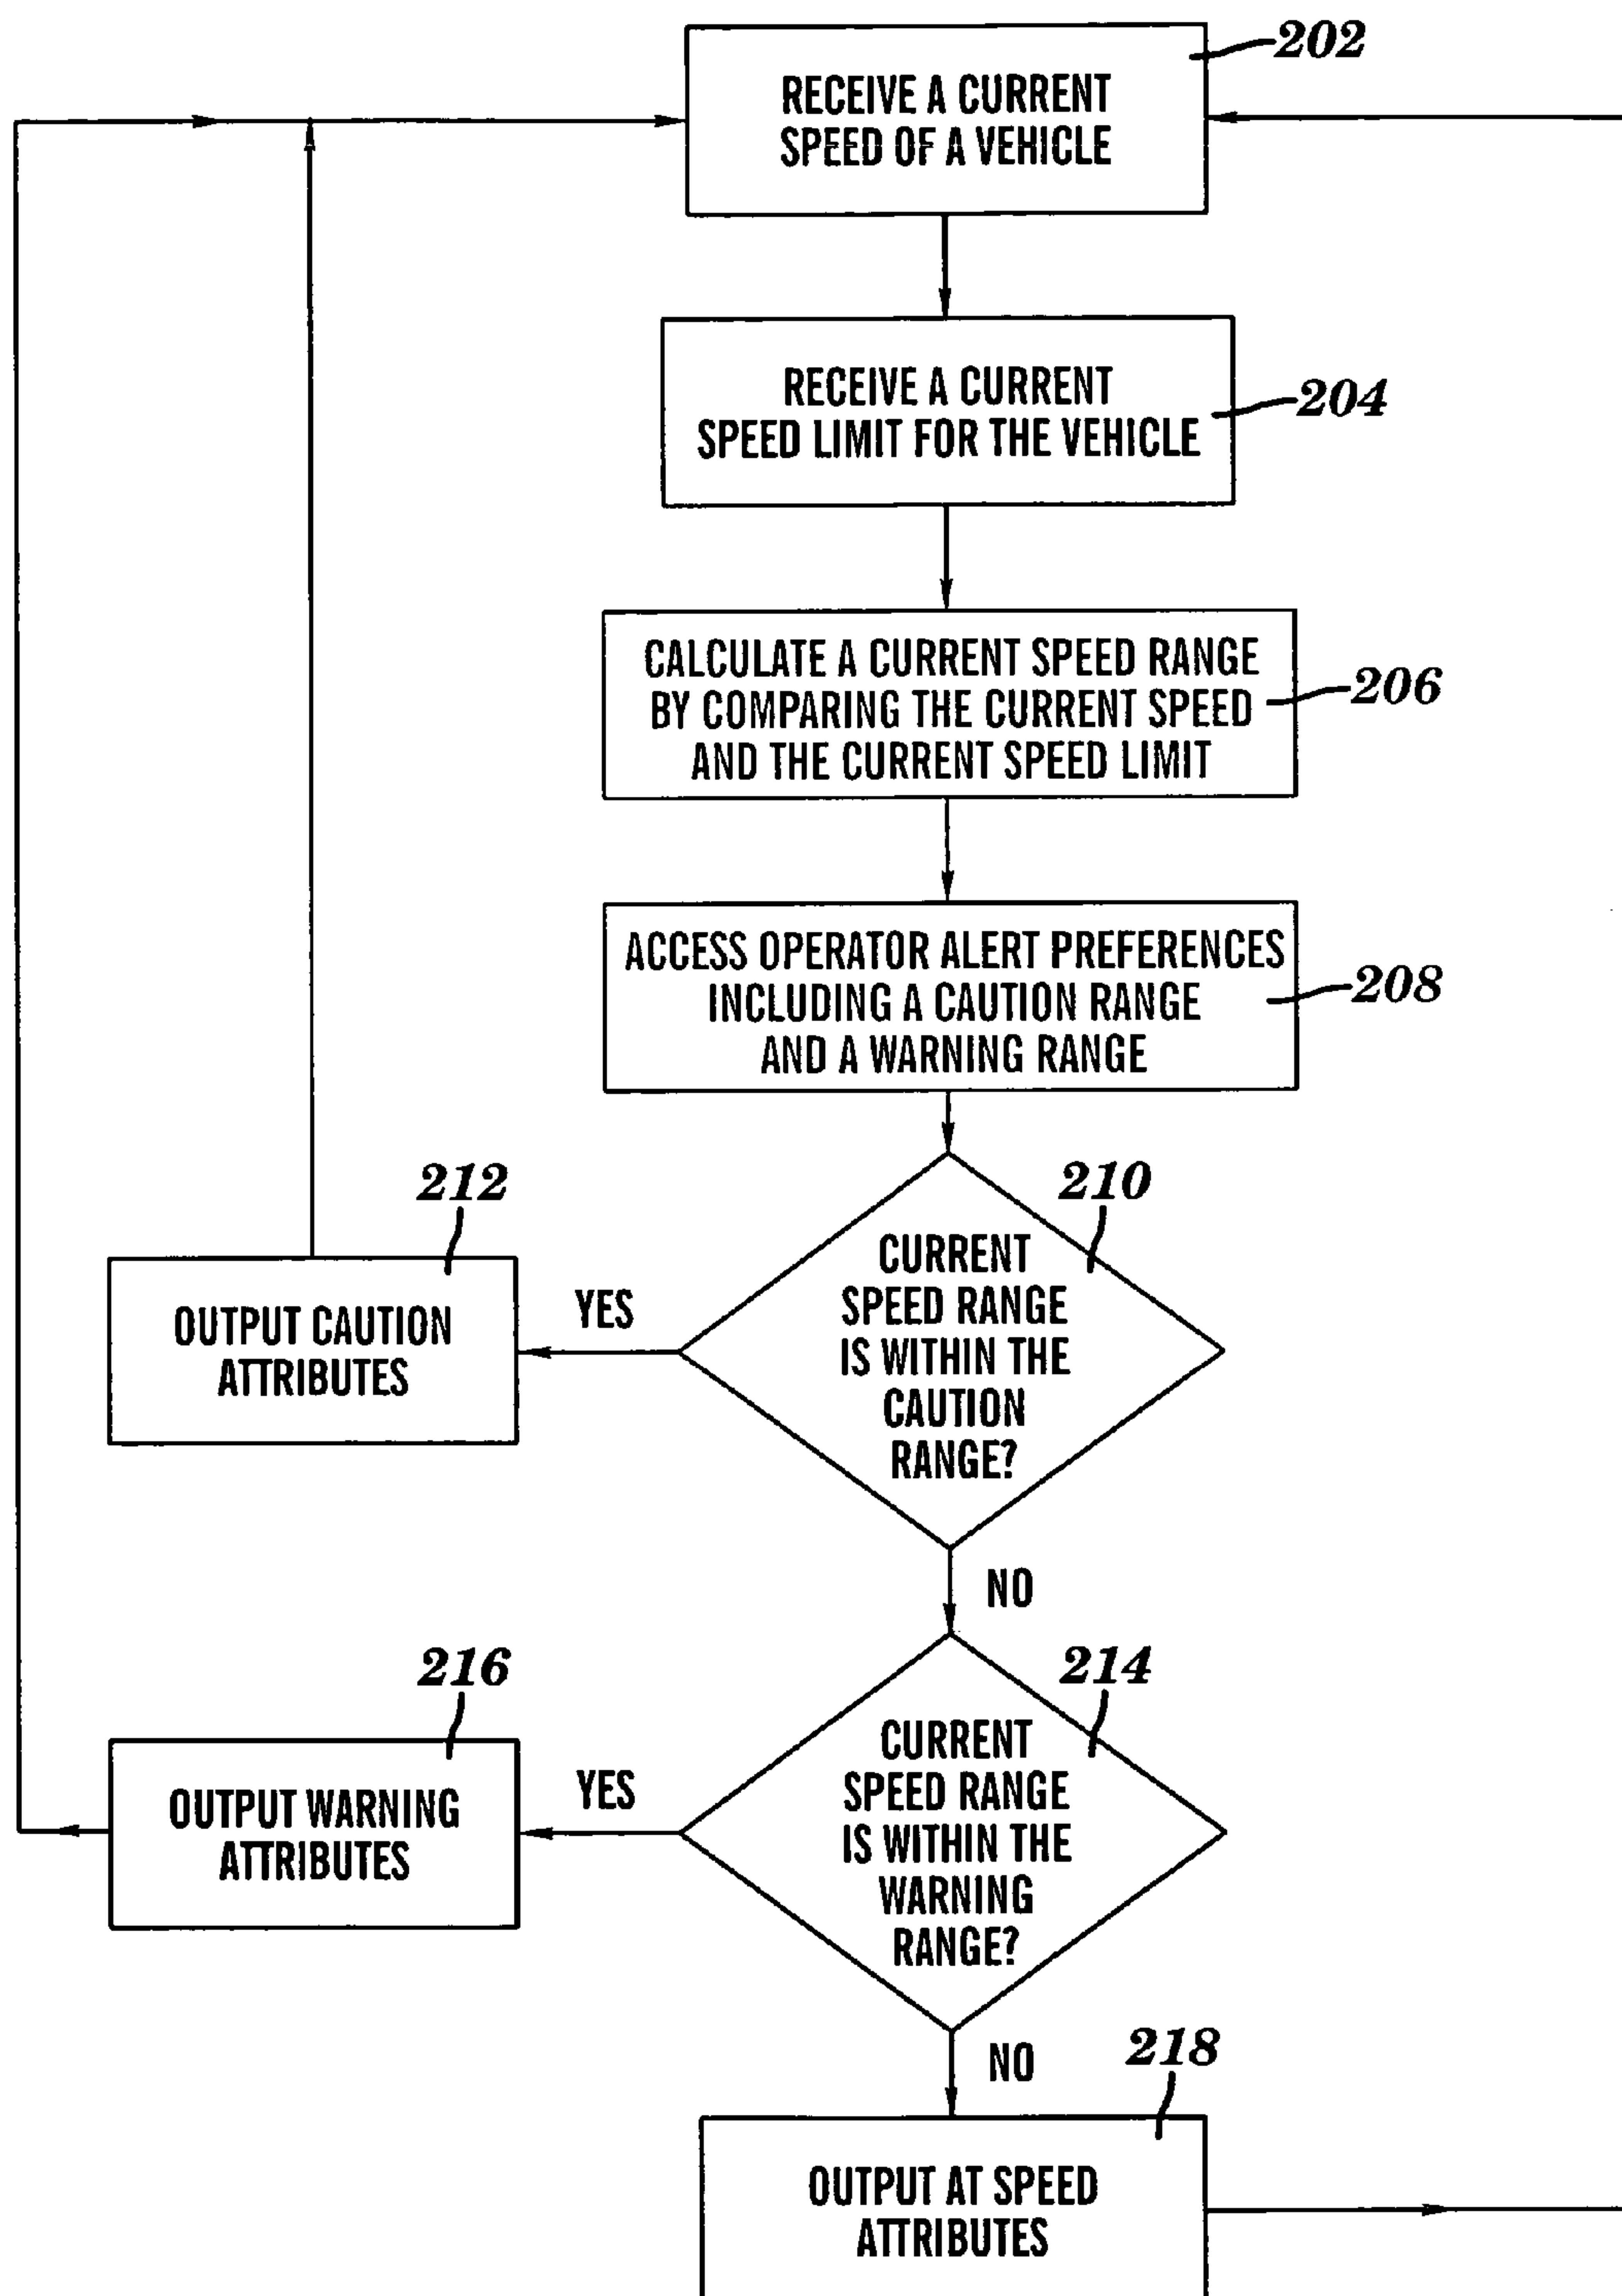 202
RECEIVE A CURRENT
SPEED OF A VEHICLE
RECEIVE A CURRENT
SPEED LIMIT FOR THE VEHICLE
204
CALCULATE A CURRENT SPEED RANGE
BY COMPARING THE CURRENT SPEED
AND THE CURRENT SPEED LIMIT
206
ACCESS OPERATOR ALERT PREFERENCES
INCLUDING A CAUTION RANGE
AND A WARNING RANGE
208
210
CURRENT
SPEED RANGE
IS WITHIN THE
CAUTION
RANGE?
YES
212
OUTPUT CAUTION
ATTRIBUTES
NO
214
CURRENT
SPEED RANGE
IS WITHIN THE
WARNING
RANGE?
YES
216
OUTPUT WARNING
ATTRIBUTES
NO
218
OUTPUT AT SPEED
ATTRIBUTES